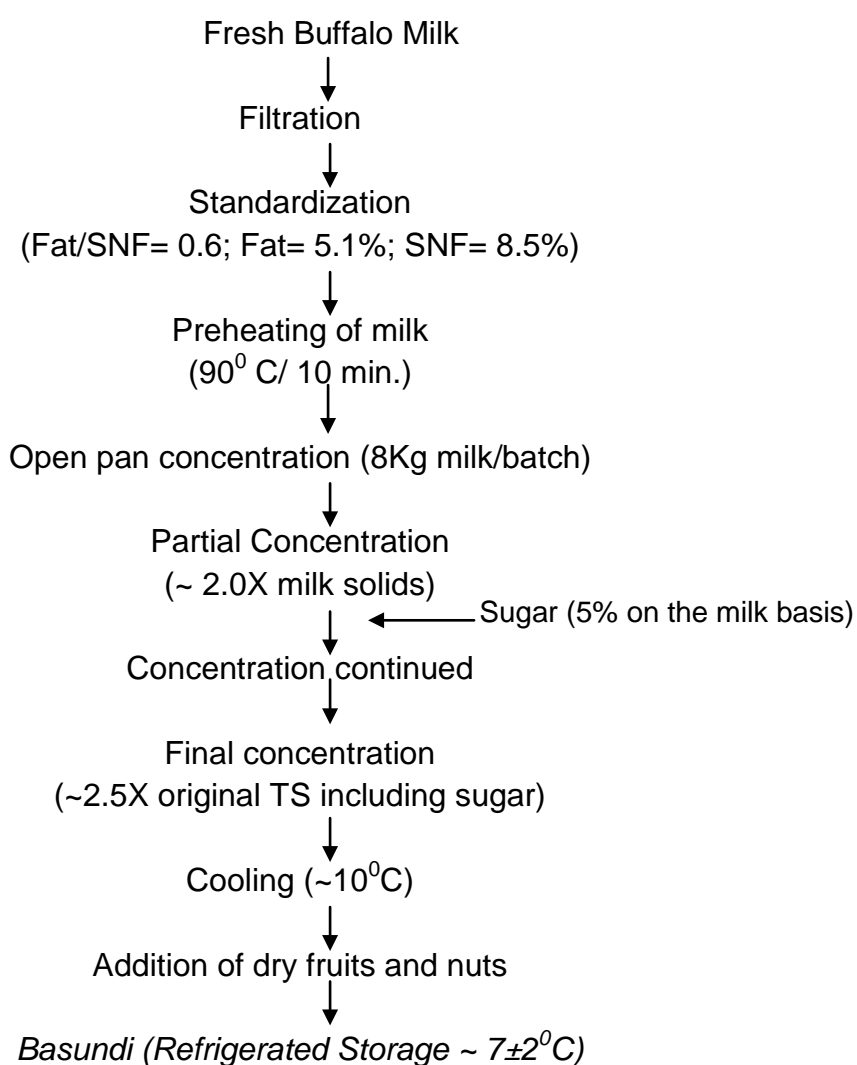 Fresh Buffalo Milk
Filtration
Standardization
(Fat/SNF= 0.6; Fat= 5.1%; SNF= 8.5%)
Preheating of milk
(90⁰ C/ 10 min.)
Open pan concentration (8Kg milk/batch)
Partial Concentration
(~ 2.0X milk solids)
Sugar (5% on the milk basis)
Concentration continued
Final concentration
(~2.5X original TS including sugar)
Cooling (~10⁰C)
Addition of dry fruits and nuts
Basundi (Refrigerated Storage ~ 7±2⁰C)